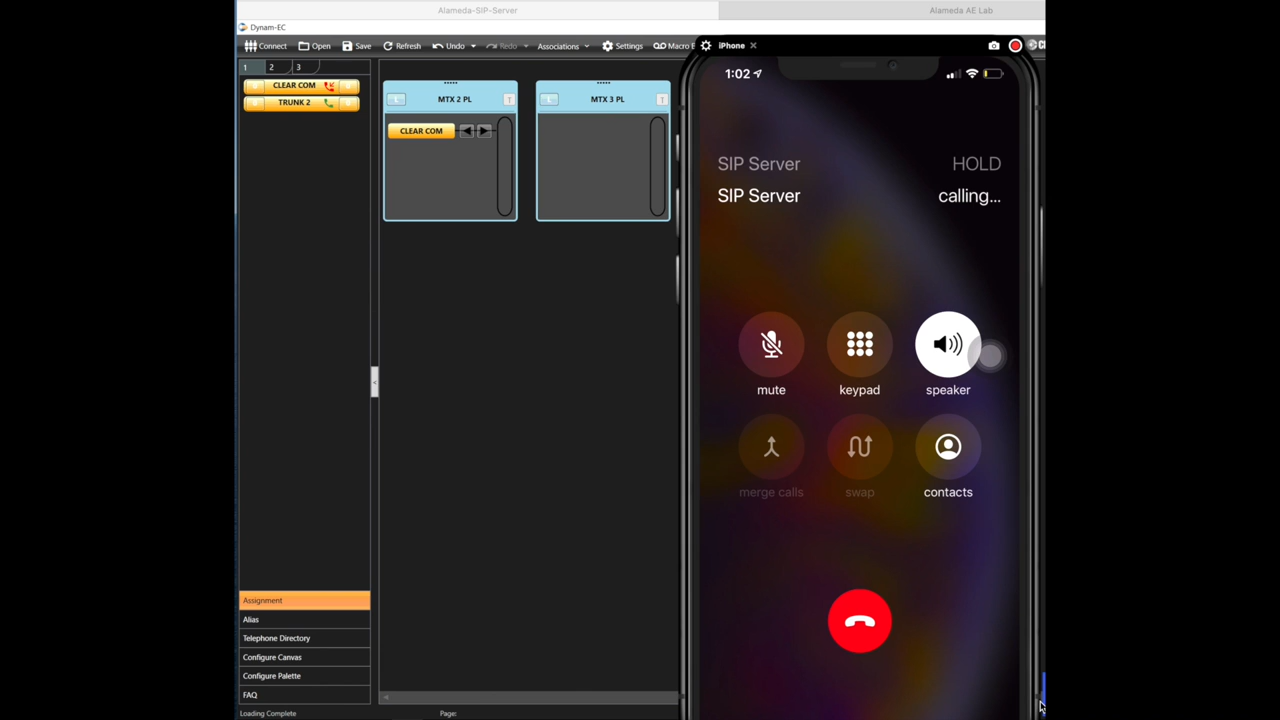 Alameda-SIP-Server
Alameda AE Lab
Dynam-EC
Connect Open Save Refresh Undo Redo Associations Settings Macro
iPhone
1 2 3
CLEAR COM
TRUNK 2
MTX 2 PL
MTX 3 PL
CLEAR COM
1:02
SIP Server HOLD
SIP Server calling...
mute
keypad
speaker
merge calls
swap
contacts
Assignment
Alias
Telephone Directory
Configure Canvas
Configure Palette
FAQ
Loading Complete
Page: